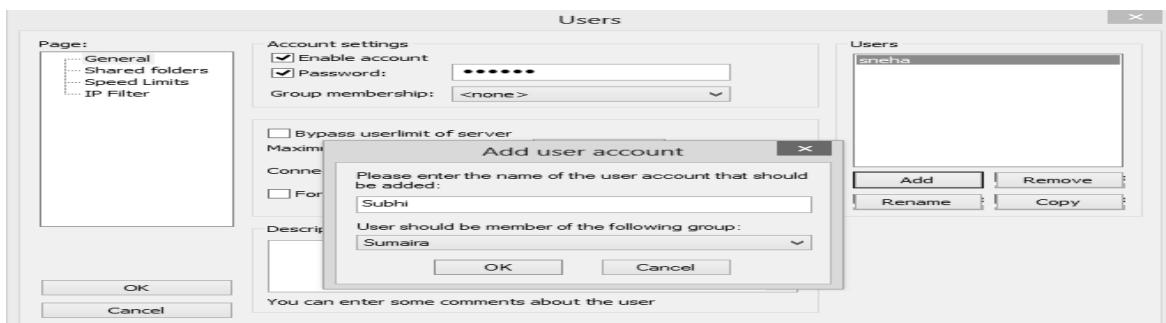 Users
Page:
General
Shared folders
Speed Limits
IP Filter
OK
Cancel
Account settings
Enable account
Password: ••••••
Group membership: <none>
Bypass userlimit of server
Maxim
Conne
For
Descrip
You can enter some comments about the user
Add user account
Please enter the name of the user account that should
be added:
Subhi
User should be member of the following group:
Sumaira
OK Cancel
Users
sneha
Add Remove
Rename Copy